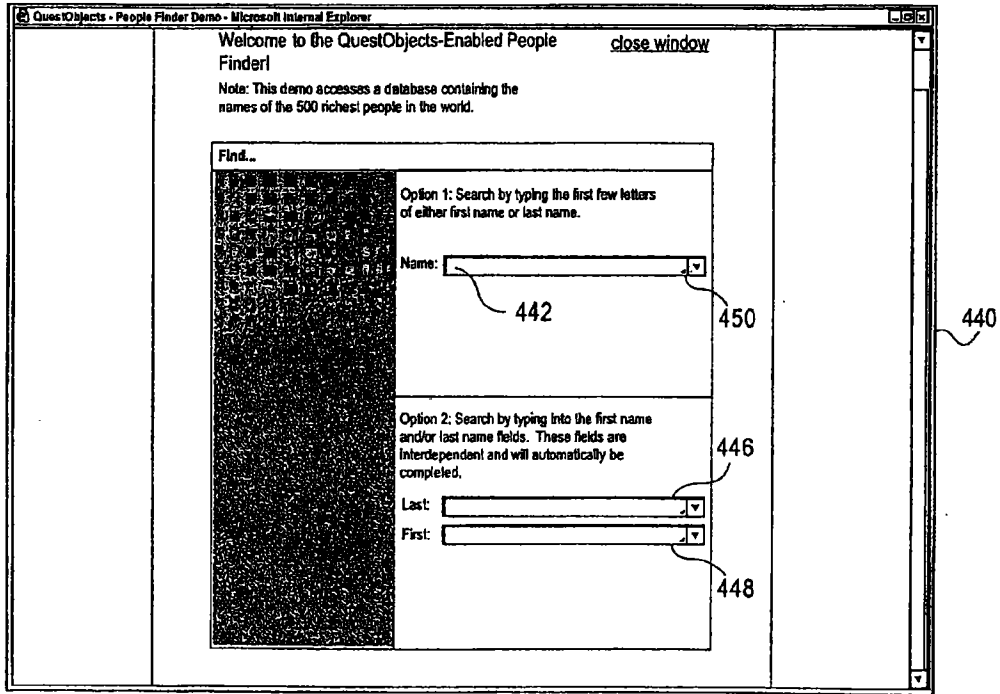 QuestObjects - People Finder Demo - Microsoft Internal Explorer
Welcome to the QuestObjects-Enabled People
close window
Finder!
Note: This demo accesses a database containing the
names of the 500 richest people in the world.
Find...
Option 1: Search by typing the first few letters
of either first name or last name.
Name:
442
450
440
Option 2: Search by typing into the first name
and/or last name fields. These fields are
interdependent and will automatically be
completed.
446
Last:
First:
448